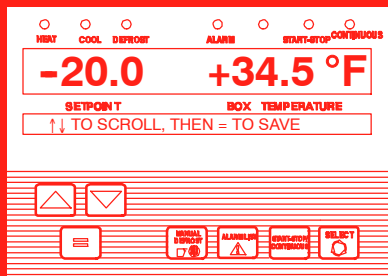 HEAT COOL DEFROST ALARM START-STOP CONTINUOUS
-20.0 +34.5 °F
SETPOINT BOX TEMPERATURE
↑↓ TO SCROLL, THEN = TO SAVE
=
MANUAL DEFROST
ALARM LIST
START-STOP CONTINUOUS
SELECT